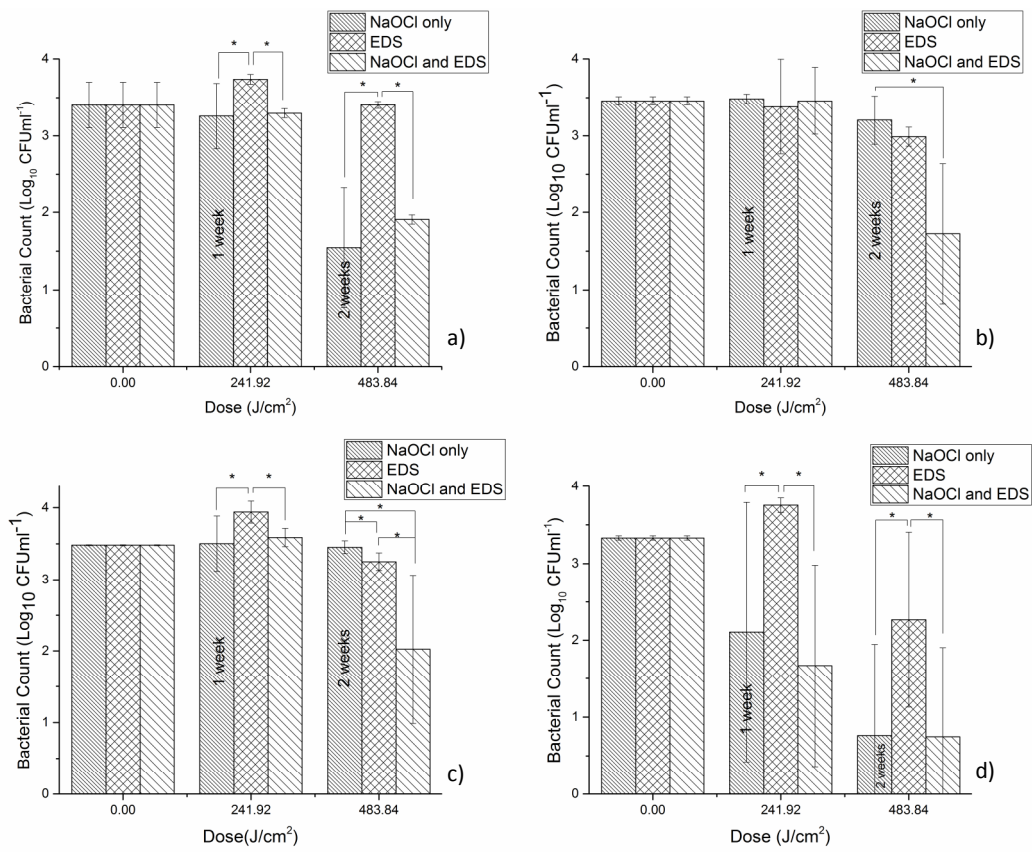 a)
NaOCl only
EDS
NaOCl and EDS
Bacterial Count (Log10 CFUml-1)
4
3
2
1
0
* *
* *
1 week
2 weeks
0.00 241.92 483.84
Dose (J/cm2)
b)
NaOCl only
EDS
NaOCl and EDS
Bacterial Count (Log10 CFUml-1)
4
3
2
1
0
*
1 week
2 weeks
0.00 241.92 483.84
Dose (J/cm2)
c)
NaOCl only
EDS
NaOCl and EDS
Bacterial Count (Log10 CFUml-1)
4
3
2
1
0
* *
*
* *
1 week
2 weeks
0.00 241.92 483.84
Dose(J/cm2)
d)
NaOCl only
EDS
NaOCl and EDS
Bacterial Count (Log10 CFUml-1)
4
3
2
1
0
* *
* *
1 week
2 weeks
0.00 241.92 483.84
Dose (J/cm2)